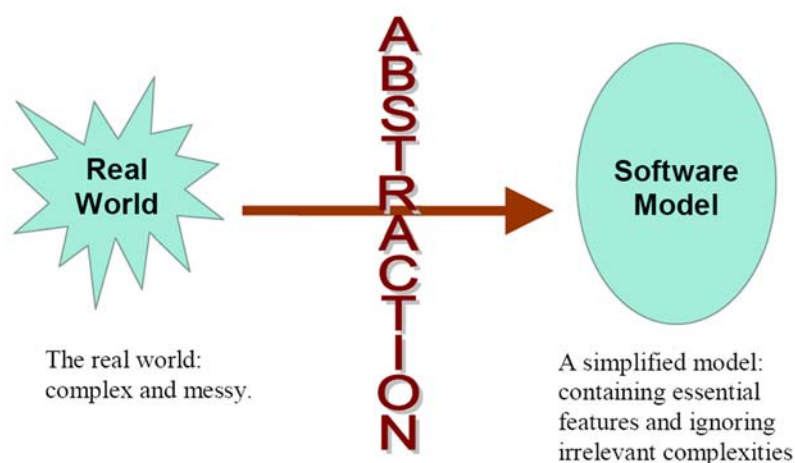 Real
World
ABSTRACTION
Software
Model
The real world:
complex and messy.
A simplified model:
containing essential
features and ignoring
irrelevant complexities